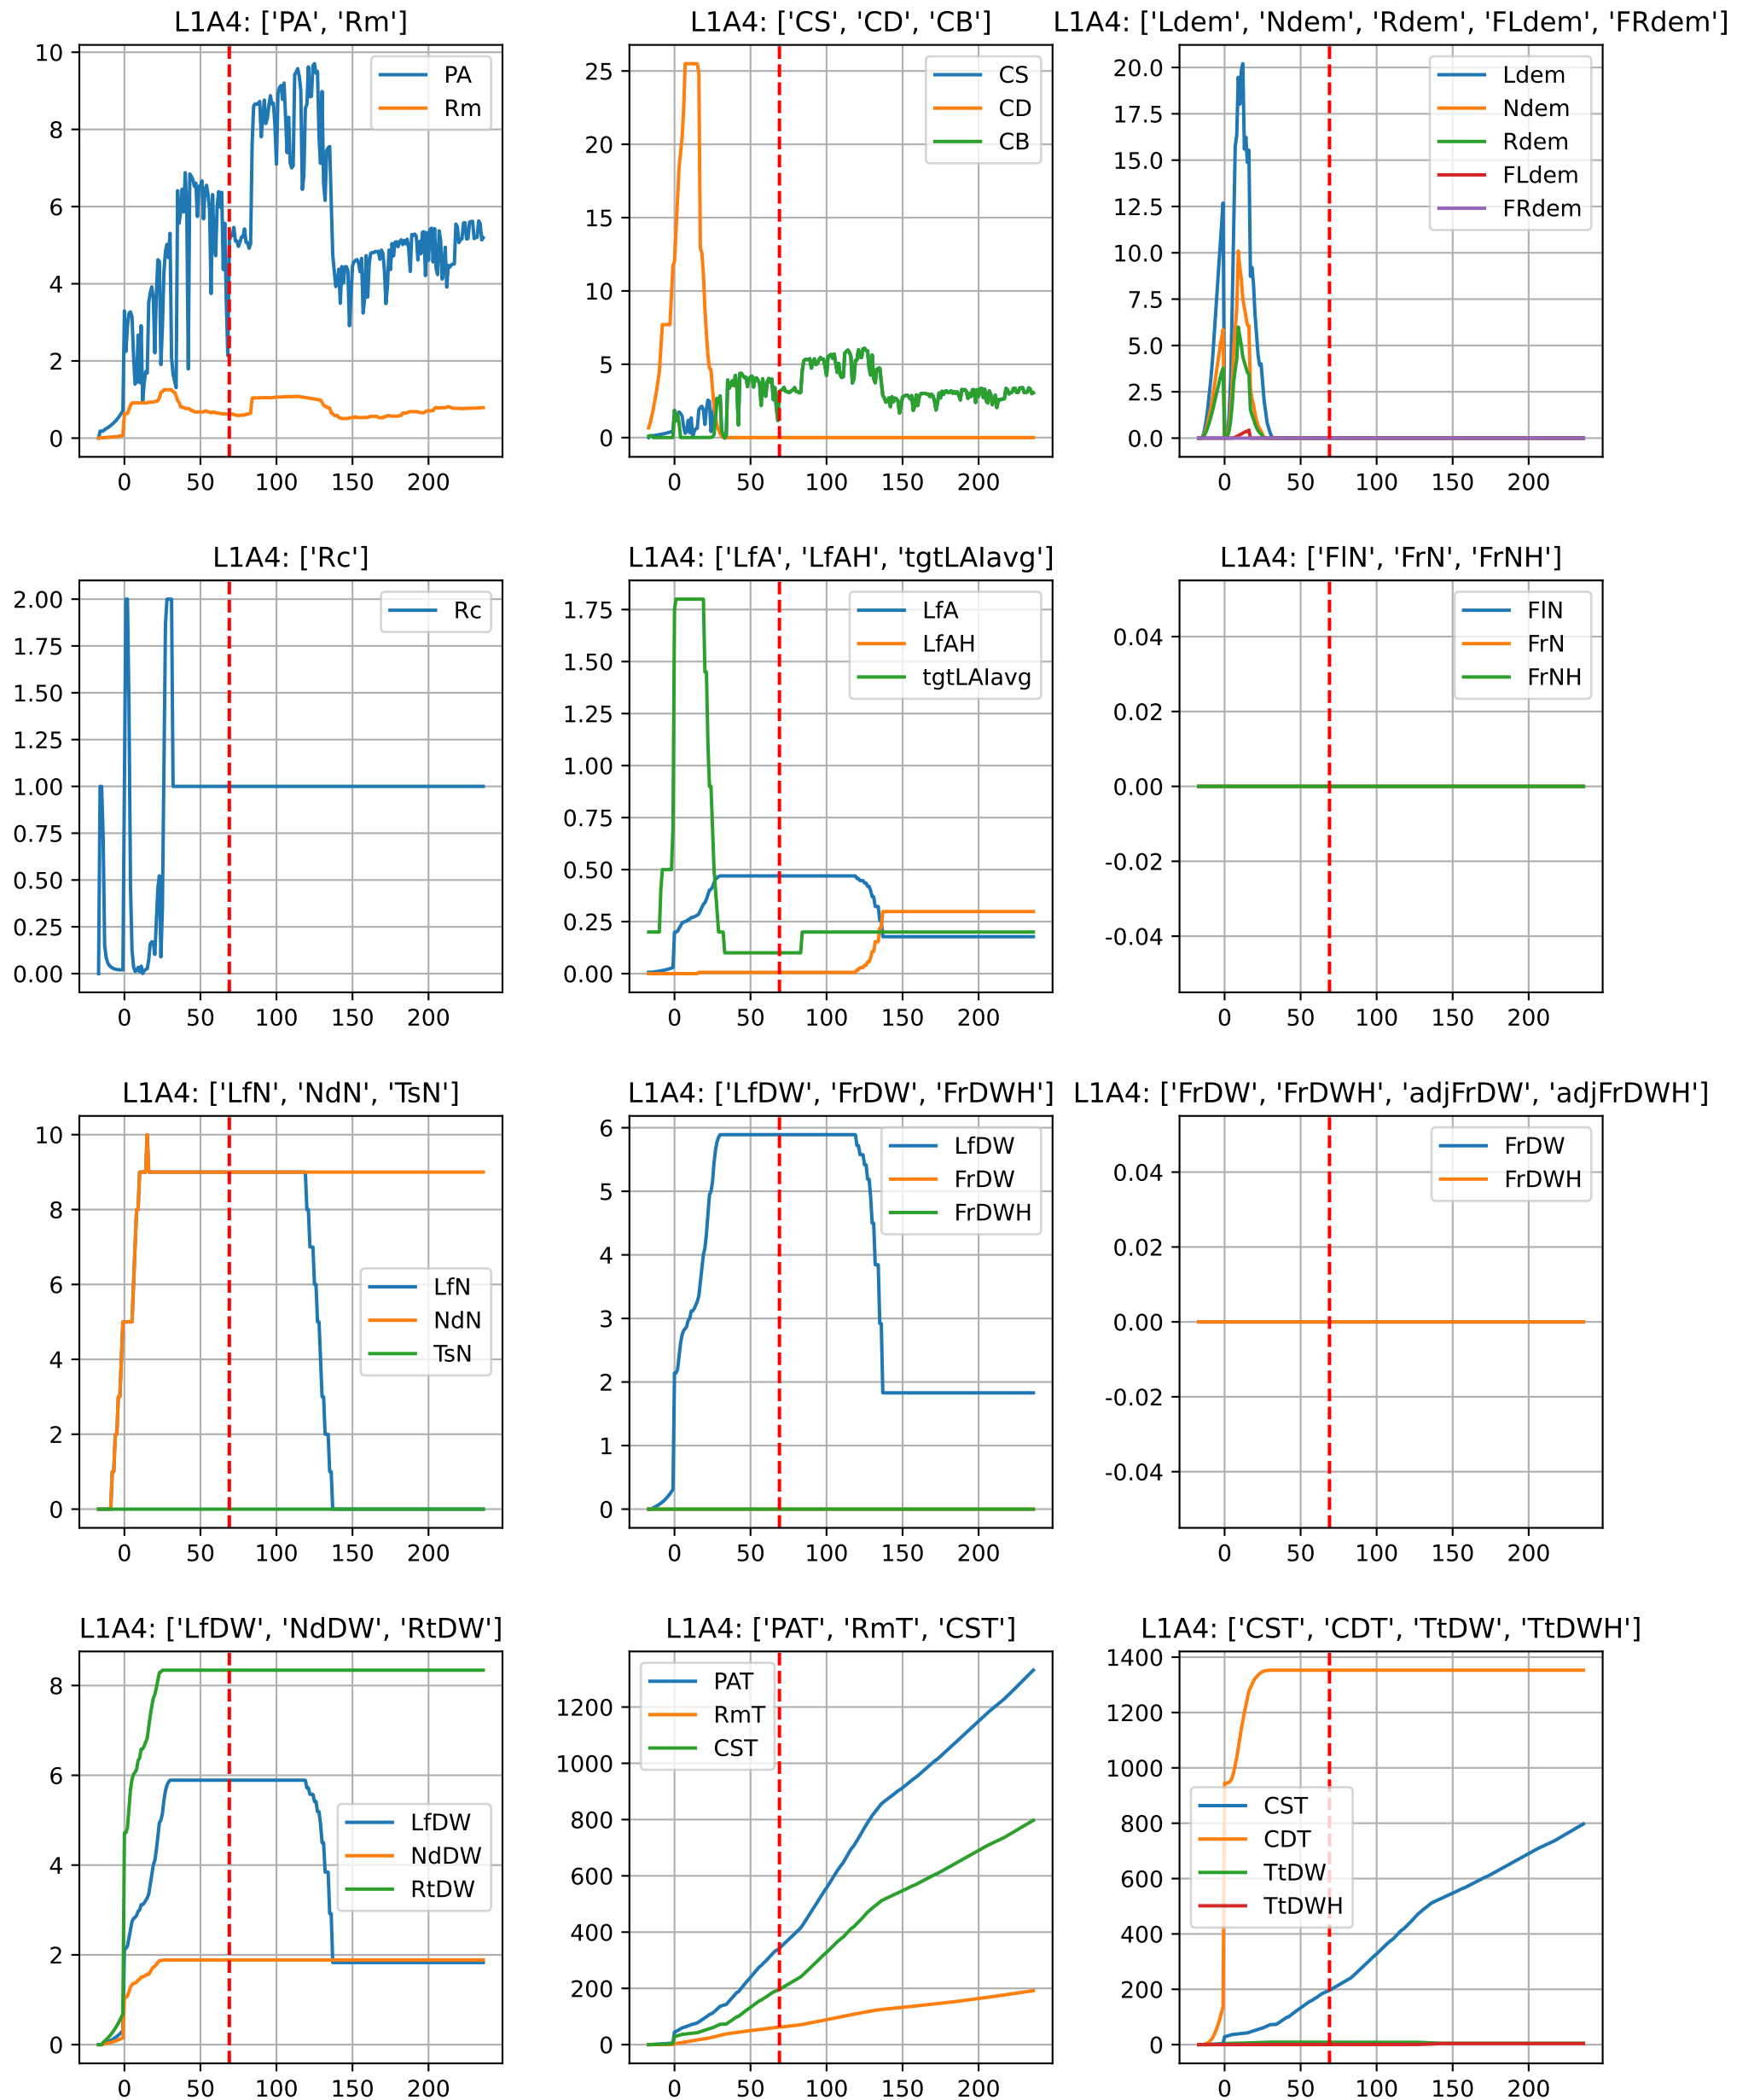 L1A4: ['PA', 'Rm']
10
8
6
4
2
0
0 50 100 150 200
PA
Rm
L1A4: ['CS', 'CD', 'CB']
25
20
15
10
5
0
0 50 100 150 200
CS
CD
CB
L1A4: ['Ldem', 'Ndem', 'Rdem', 'FLdem', 'FRdem']
20.0
17.5
15.0
12.5
10.0
7.5
5.0
2.5
0.0
0 50 100 150 200
Ldem
Ndem
Rdem
FLdem
FRdem
L1A4: ['Rc']
2.00
1.75
1.50
1.25
1.00
0.75
0.50
0.25
0.00
0 50 100 150 200
Rc
L1A4: ['LfA', 'LfAH', 'tgtLAIavg']
1.75
1.50
1.25
1.00
0.75
0.50
0.25
0.00
0 50 100 150 200
LfA
LfAH
tgtLAIavg
L1A4: ['FlN', 'FrN', 'FrNH']
0.04
0.02
0.00
-0.02
-0.04
0 50 100 150 200
FlN
FrN
FrNH
L1A4: ['LfN', 'NdN', 'TsN']
10
8
6
4
2
0
0 50 100 150 200
LfN
NdN
TsN
L1A4: ['LfDW', 'FrDW', 'FrDWH']
6
5
4
3
2
1
0
0 50 100 150 200
LfDW
FrDW
FrDWH
L1A4: ['FrDW', 'FrDWH', 'adjFrDW', 'adjFrDWH']
0.04
0.02
0.00
-0.02
-0.04
0 50 100 150 200
FrDW
FrDWH
L1A4: ['LfDW', 'NdDW', 'RtDW']
8
6
4
2
0
0 50 100 150 200
LfDW
NdDW
RtDW
L1A4: ['PAT', 'RmT', 'CST']
1200
1000
800
600
400
200
0
0 50 100 150 200
PAT
RmT
CST
L1A4: ['CST', 'CDT', 'TtDW', 'TtDWH']
1400
1200
1000
800
600
400
200
0
0 50 100 150 200
CST
CDT
TtDW
TtDWH